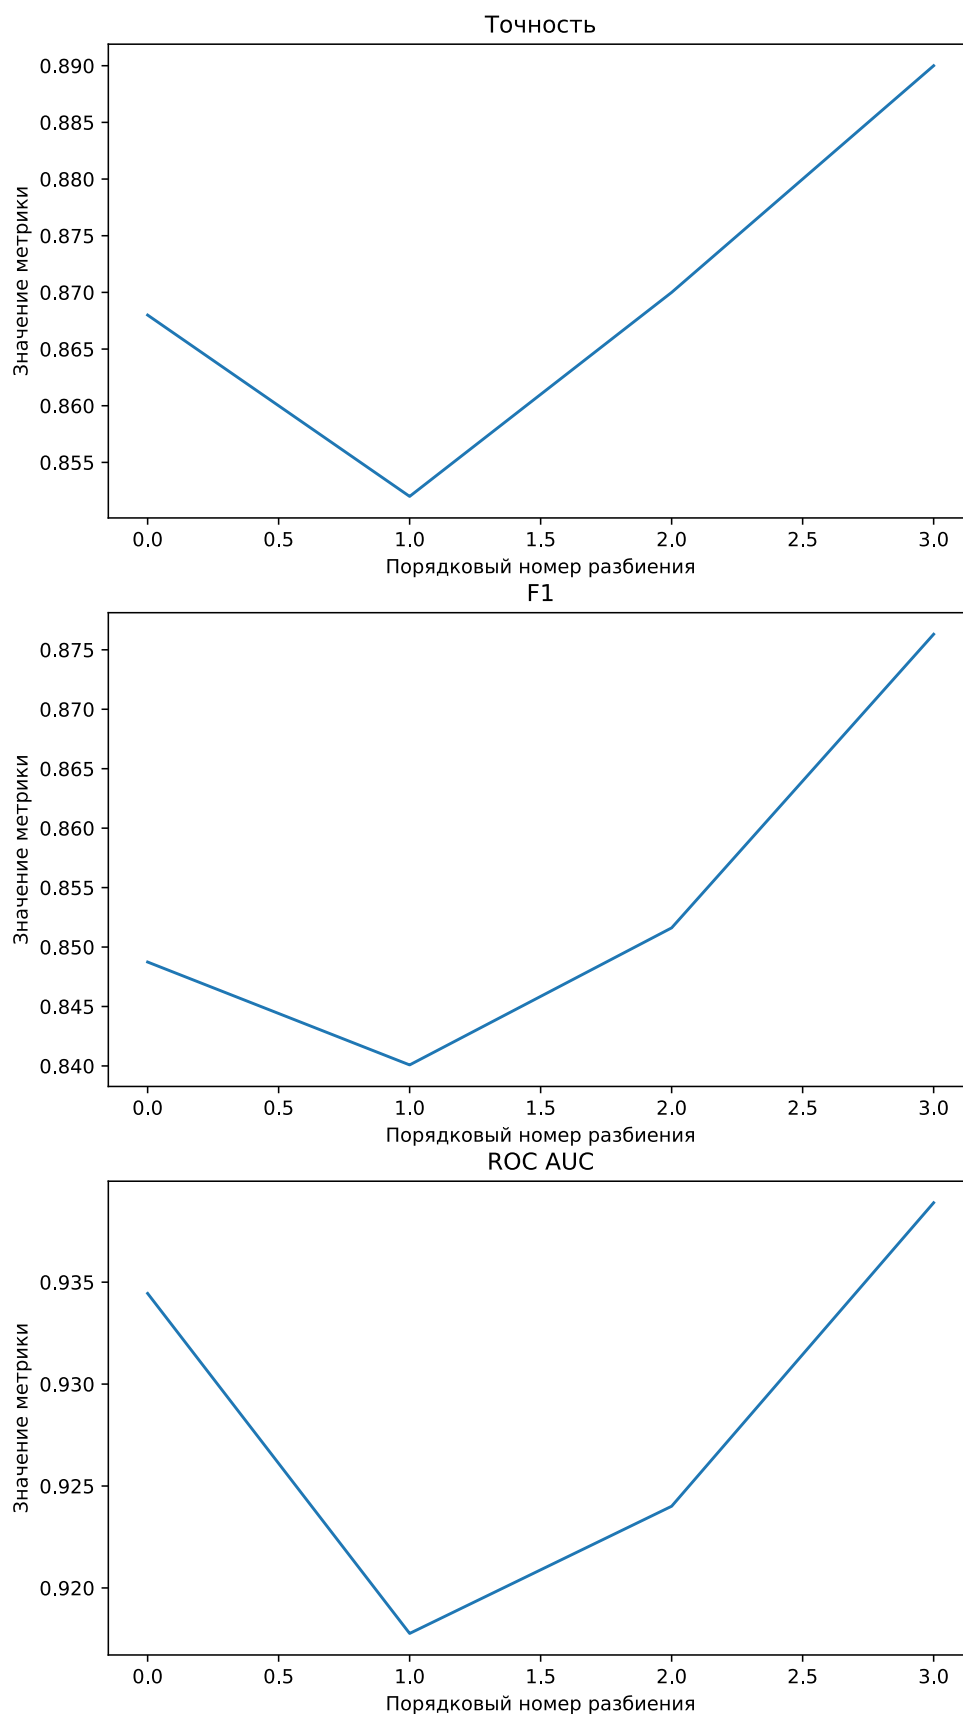 Точность
Значение метрики
0.890
0.885
0.880
0.875
0.870
0.865
0.860
0.855
0.0 0.5 1.0 1.5 2.0 2.5 3.0
Порядковый номер разбиения
F1
Значение метрики
0.875
0.870
0.865
0.860
0.855
0.850
0.845
0.840
0.0 0.5 1.0 1.5 2.0 2.5 3.0
Порядковый номер разбиения
ROC AUC
Значение метрики
0.935
0.930
0.925
0.920
0.0 0.5 1.0 1.5 2.0 2.5 3.0
Порядковый номер разбиения